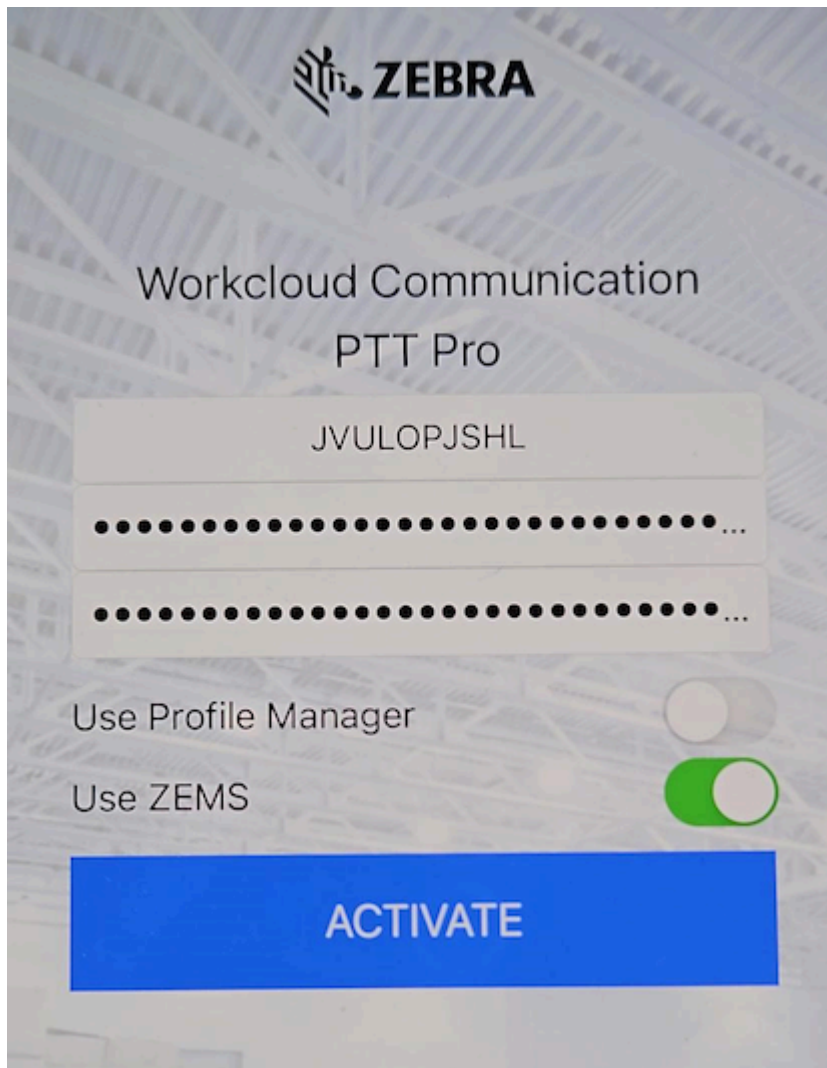 ZEBRA
Workcloud Communication
PTT Pro
JVULOPJSHL
●●●●●●●●●●●●●●●●●●●●●●●●●●●●●...
●●●●●●●●●●●●●●●●●●●●●●●●●●●●●...
Use Profile Manager
Use ZEMS
ACTIVATE